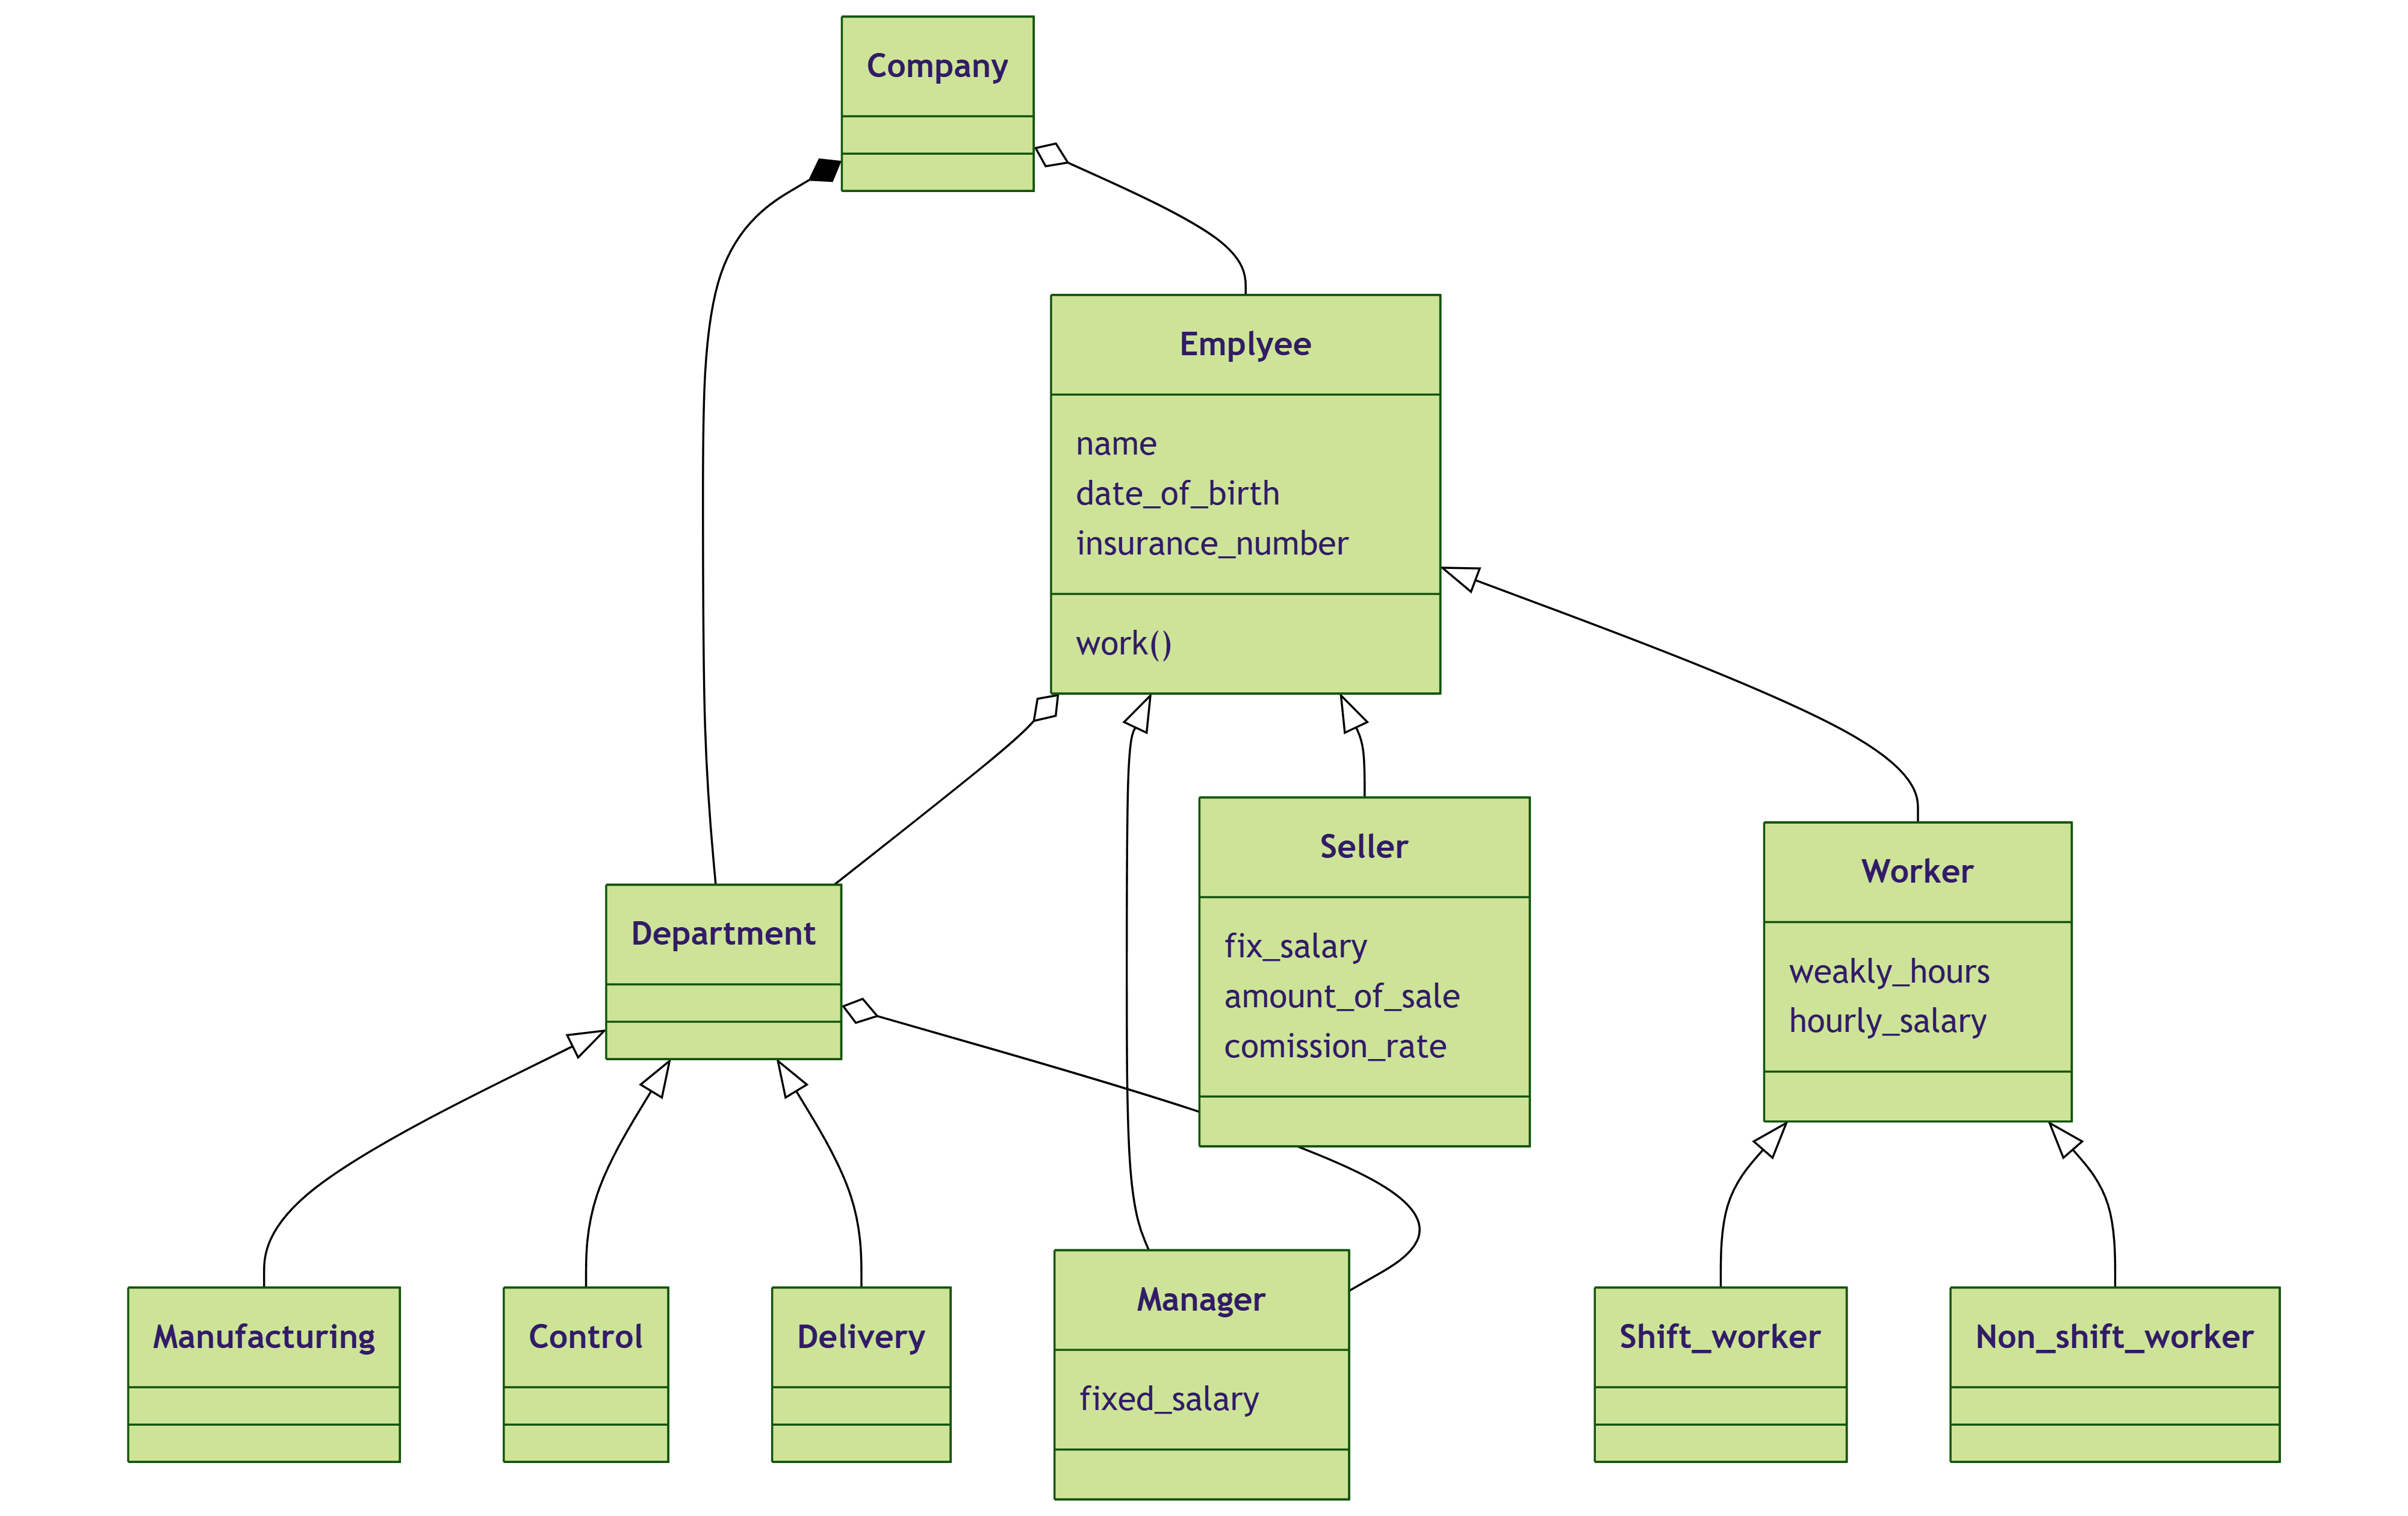 Company
Emplyee
name
date_of_birth
insurance_number
work()
Seller
fix_salary
amount_of_sale
comission_rate
Worker
weakly_hours
hourly_salary
Department
Manufacturing
Control
Delivery
Manager
fixed_salary
Shift_worker
Non_shift_worker